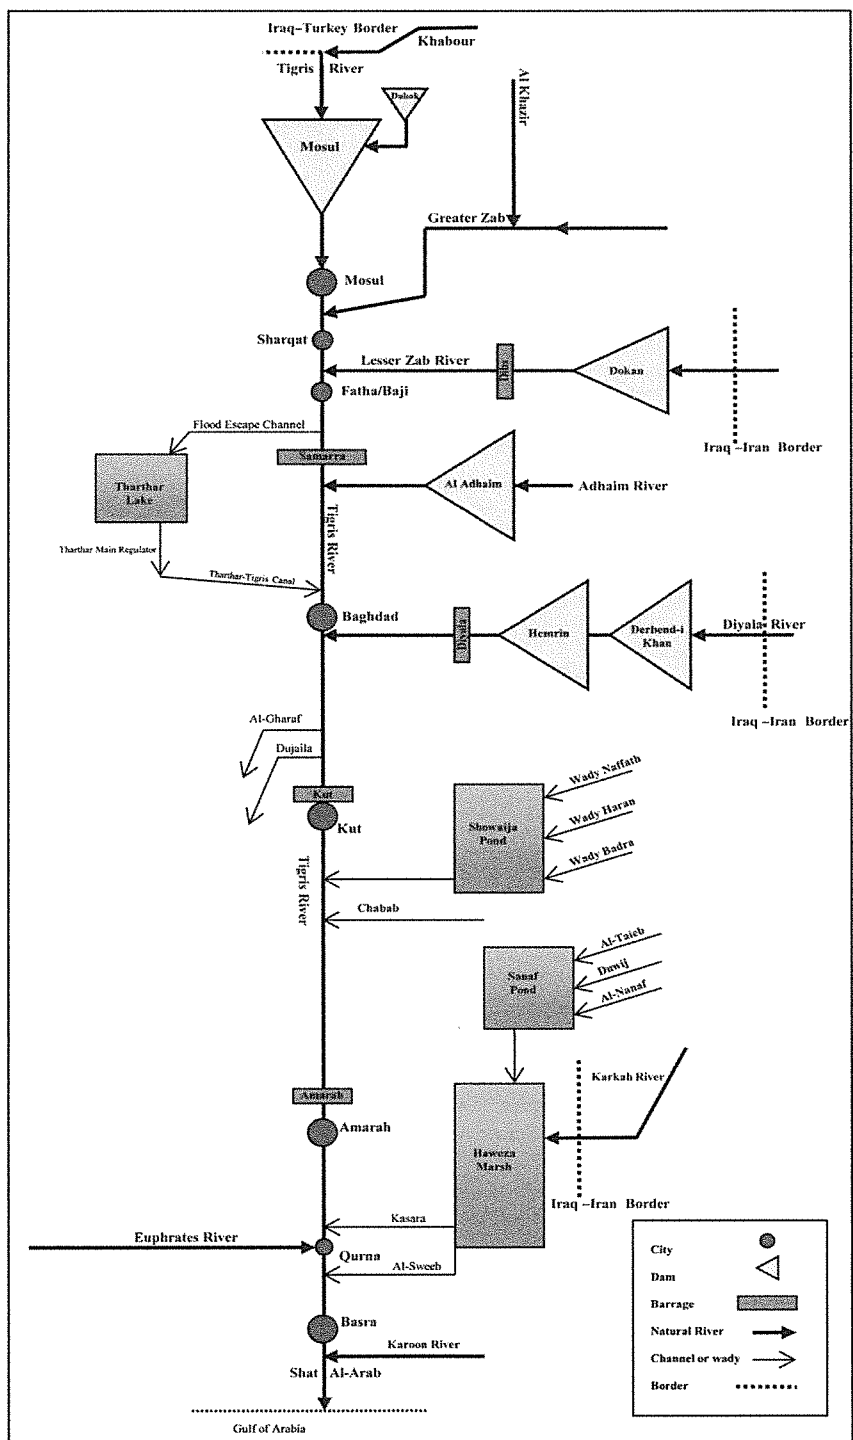 Iraq–Turkey Border
Khabour
Tigris River
Dahok
Al Khazir
Mosul
Greater Zab
Mosul
Sharqat
Lesser Zab River
Dibis
Dokan
Fatha/Baji
Flood Escape Channel
Iraq –Iran Border
Samarra
Tharthar
Lake
Al Adhaim
Adhaim River
Tigris River
Tharthar Main Regulator
Tharthar-Tigris Canal
Baghdad
Diyala
Hemrin
Derbend-i
Khan
Diyala River
Al-Gharaf
Iraq –Iran Border
Dujaila
Wady Naffath
Kut
Kut
Showaija
Pond
Wady Haran
Wady Badra
Tigris River
Chabab
Al-Taieb
Sanaf
Pond
Duwij
Al-Nanaf
Karkah River
Amarah
Amarah
Haweza
Marsh
Iraq –Iran Border
Kasara
Euphrates River
Qurna
Al-Sweeb
City
Dam
Barrage
Natural River
Channel or wady
Border
Basra
Karoon River
Shat Al-Arab
Gulf of Arabia